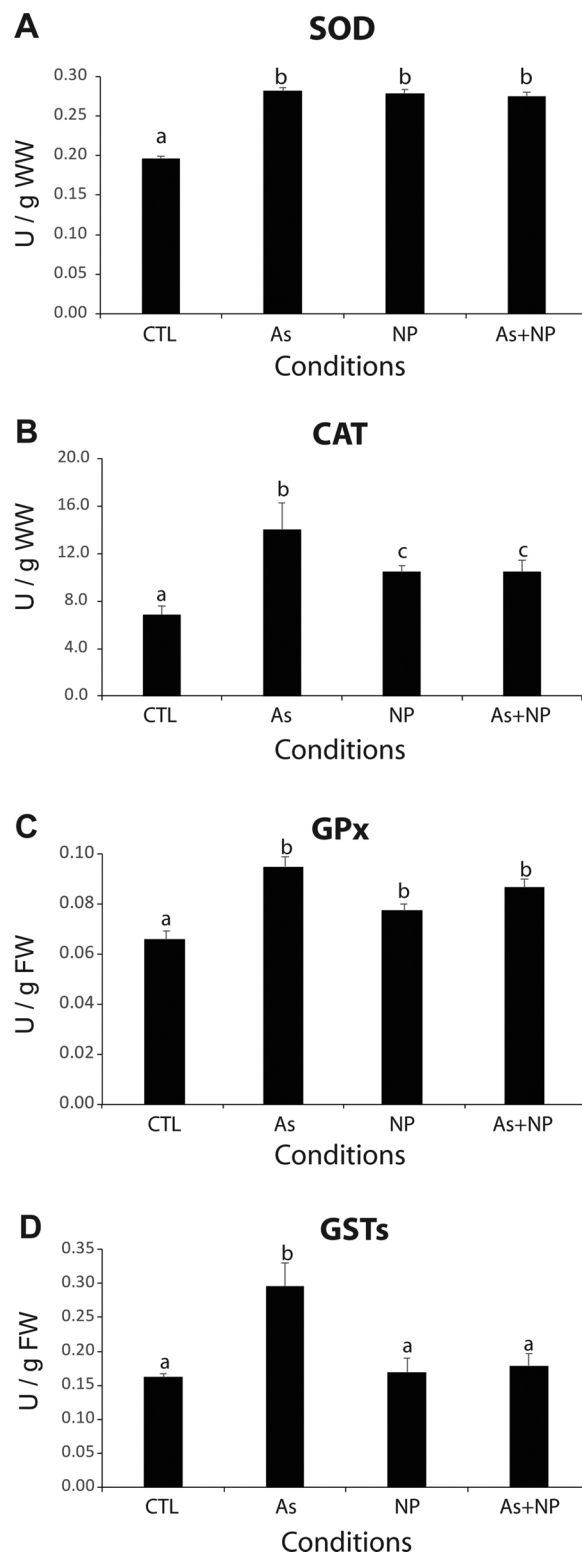 A
SOD
b
b
b
0.30
0.25
a
0.20
0.15
0.10
0.05
0.00
U / g WW
CTL
As
NP
As+NP
Conditions
B
CAT
20.0
b
16.0
c
c
12.0
a
8.0
4.0
0.0
U / g WW
CTL
As
NP
As+NP
Conditions
C
GPx
0.10
b
b
b
a
0.08
0.06
0.04
0.02
0.00
U / g FW
CTL
As
NP
As+NP
Conditions
D
GSTs
0.35
b
0.30
0.25
0.20
a
a
a
0.15
0.10
0.05
0.00
U / g FW
CTL
As
NP
As+NP
Conditions